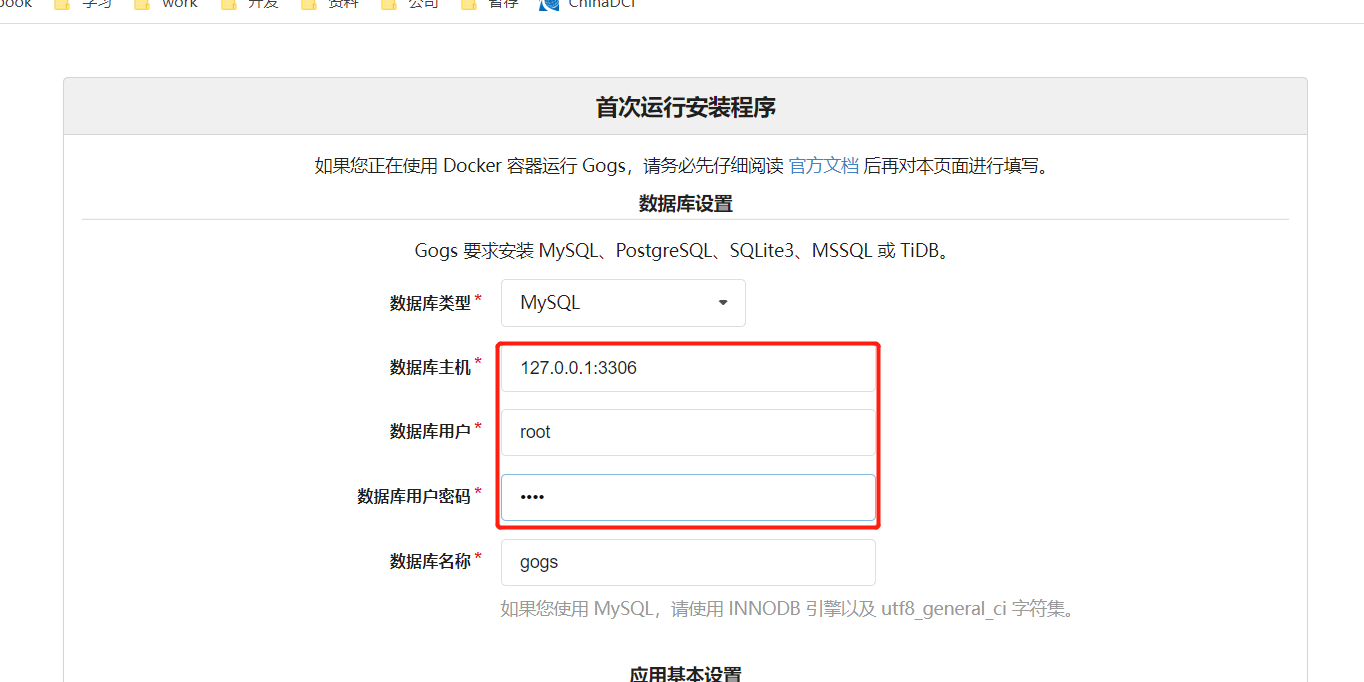 学习 work 开发 资料 公司 暂存 ChinaDCI
首次运行安装程序
如果您正在使用 Docker 容器运行 Gogs，请务必先仔细阅读 官方文档 后再对本页面进行填写。
数据库设置
Gogs 要求安装 MySQL、PostgreSQL、SQLite3、MSSQL 或 TiDB。
数据库类型* MySQL
数据库主机* 127.0.0.1:3306
数据库用户* root
数据库用户密码* ••••
数据库名称* gogs
如果您使用 MySQL，请使用 INNODB 引擎以及 utf8_general_ci 字符集。
应用基本设置